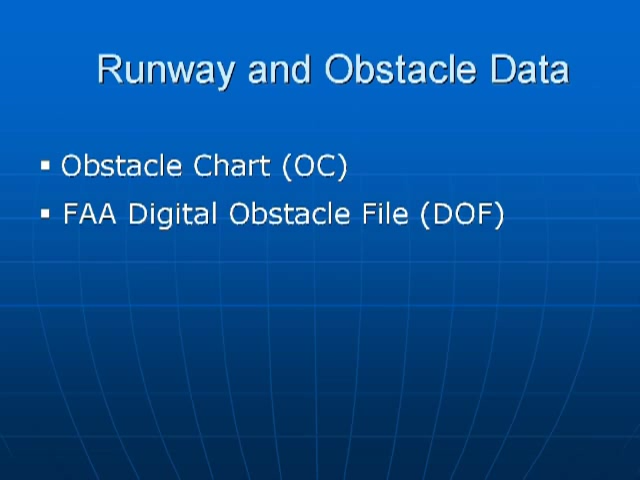 Runway and Obstacle Data
▪ Obstacle Chart (OC)
▪ FAA Digital Obstacle File (DOF)